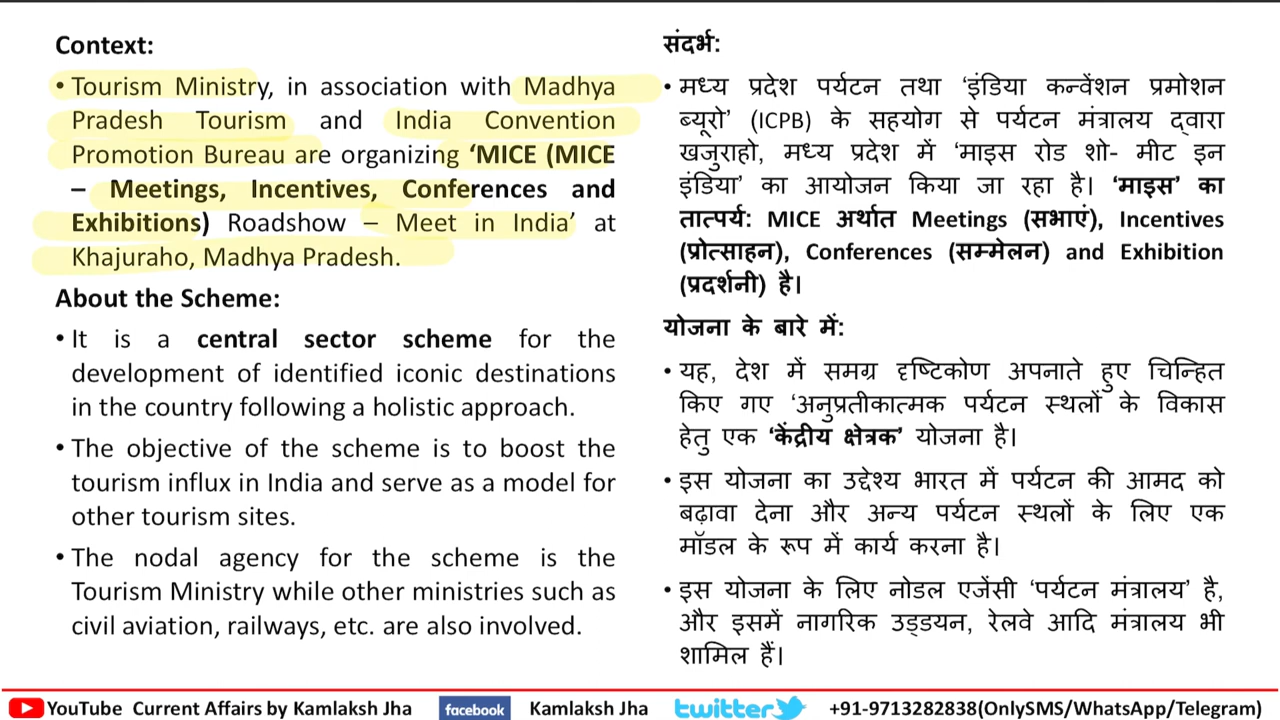 Context:
• Tourism Ministry, in association with Madhya
Pradesh Tourism and India Convention
Promotion Bureau are organizing ‘MICE (MICE
– Meetings, Incentives, Conferences and
Exhibitions) Roadshow – Meet in India’ at
Khajuraho, Madhya Pradesh.
About the Scheme:
• It is a central sector scheme for the
development of identified iconic destinations
in the country following a holistic approach.
• The objective of the scheme is to boost the
tourism influx in India and serve as a model for
other tourism sites.
• The nodal agency for the scheme is the
Tourism Ministry while other ministries such as
civil aviation, railways, etc. are also involved.
संदर्भ:
• मध्य प्रदेश पर्यटन तथा ‘इंडिया कन्वेंशन प्रमोशन
ब्यूरो’ (ICPB) के सहयोग से पर्यटन मंत्रालय द्वारा
खजुराहो, मध्य प्रदेश में ‘माइस रोड शो- मीट इन
इंडिया’ का आयोजन किया जा रहा है। ‘माइस’ का
तात्पर्य: MICE अर्थात Meetings (सभाएं), Incentives
(प्रोत्साहन), Conferences (सम्मेलन) and Exhibition
(प्रदर्शनी) है।
योजना के बारे में:
• यह, देश में समग्र दृष्टिकोण अपनाते हुए चिन्हित
किए गए ‘अनुप्रतीकात्मक पर्यटन स्थलों के विकास
हेतु एक ‘केंद्रीय क्षेत्रक’ योजना है।
• इस योजना का उद्देश्य भारत में पर्यटन की आमद को
बढ़ावा देना और अन्य पर्यटन स्थलों के लिए एक
मॉडल के रूप में कार्य करना है।
• इस योजना के लिए नोडल एजेंसी ‘पर्यटन मंत्रालय’ है,
और इसमें नागरिक उड्डयन, रेलवे आदि मंत्रालय भी
शामिल हैं।
YouTube Current Affairs by Kamlaksh Jha facebook Kamlaksh Jha twitter +91-9713282838(OnlySMS/WhatsApp/Telegram)